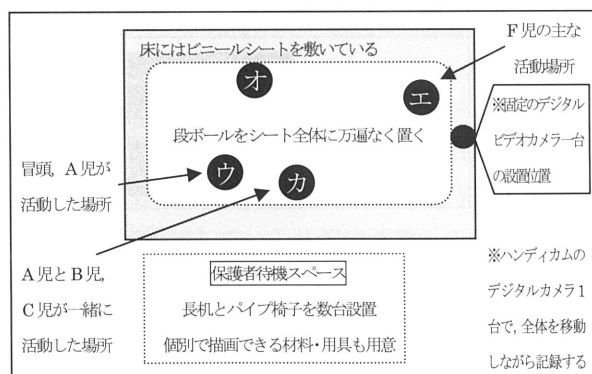 床にはビニールシートを敷いている
オ
エ
段ボールをシート全体に万遍なく置く
ウ
カ
F児の主な
活動場所
※固定のデジタル
ビデオカメラ一台
の設置位置
冒頭，A児が
活動した場所
A児とB児，
C児が一緒に
活動した場所
保護者待機スペース
長机とパイプ椅子を数台設置
個別で描画できる材料・用具も用意
※ハンディカムの
デジタルカメラ1
台で，全体を移動
しながら記録する